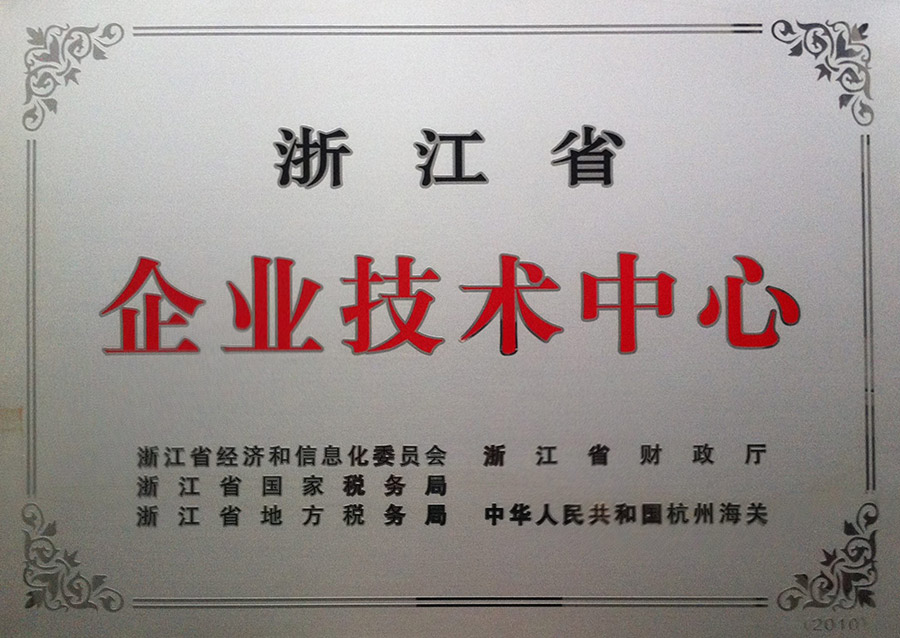 浙江省
企业技术中心
浙江省经济和信息化委员会 浙江省财政厅
浙江省国家税务局
浙江省地方税务局 中华人民共和国杭州海关
(2010)